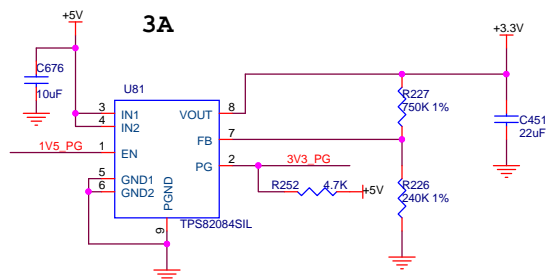 +5V
3A
+3.3V
C676
10uF
U81
3 IN1
4 IN2
VOUT 8
R227
750K 1%
C451
22uF
FB 7
1V5_PG 1 EN
PG 2 3V3_PG
5 GND1
6 GND2
PGND
9
R252 4.7K
+5V
R226
240K 1%
TPS82084SIL